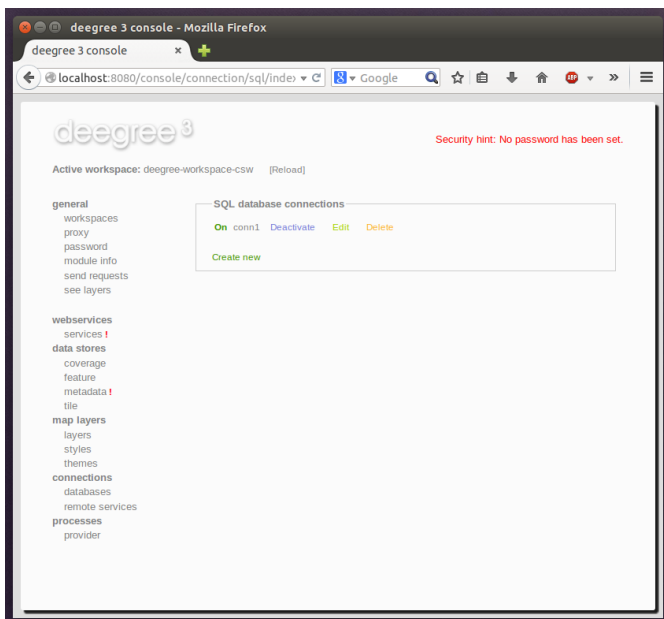 deegree 3 console - Mozilla Firefox
deegree 3 console
localhost:8080/console/connection/sql/index
Google
ABP
deegree 3
Security hint: No password has been set.
Active workspace: deegree-workspace-csw [Reload]
general
workspaces
proxy
password
module info
send requests
see layers
webservices
services !
data stores
coverage
feature
metadata !
tile
map layers
layers
styles
themes
connections
databases
remote services
processes
provider
SQL database connections
On conn1 Deactivate Edit Delete
Create new